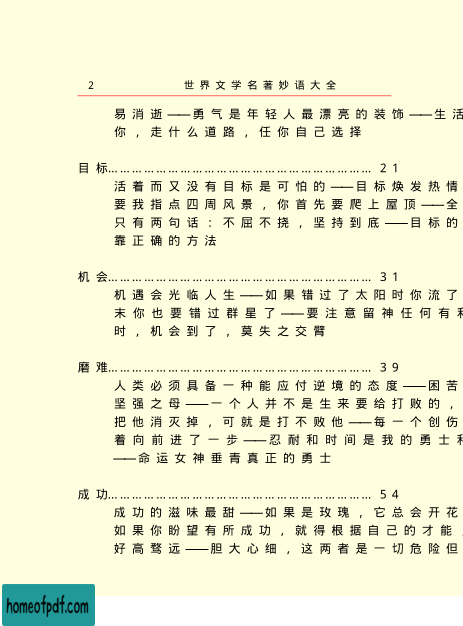 2 世界文学名著妙语大全
易消逝——勇气是年轻人最漂亮的装饰——生活
你，走什么道路，任你自己选择
目标………………………………………………………… 21
活着而又没有目标是可怕的——目标焕发热情
要我指点四周风景，你首先要爬上屋顶——全
只有两句话：不屈不挠，坚持到底——目标的
靠正确的方法
机会………………………………………………………… 31
机遇会光临人生——如果错过了太阳时你流了
末你也要错过群星了——要注意留神任何有利
时，机会到了，莫失之交臂
磨难………………………………………………………… 39
人类必须具备一种能应付逆境的态度——困苦
坚强之母——一个人并不是生来要给打败的，
把他消灭掉，可就是打不败他——每一个创伤
着向前进了一步——忍耐和时间是我的勇士和
——命运女神垂青真正的勇士
成功………………………………………………………… 54
成功的滋味最甜——如果是玫瑰，它总会开花
如果你盼望有所成功，就得根据自己的才能，
好高骛远——胆大心细，这两者是一切危险但
homeofpdf.com